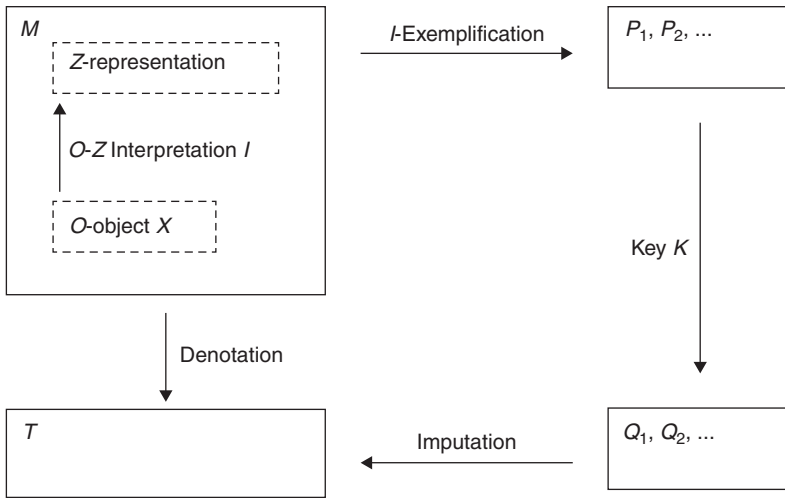 M
Z-representation
O-Z Interpretation I
O-object X
I-Exemplification
P₁, P₂, ...
Key K
Denotation
T
Imputation
Q₁, Q₂, ...